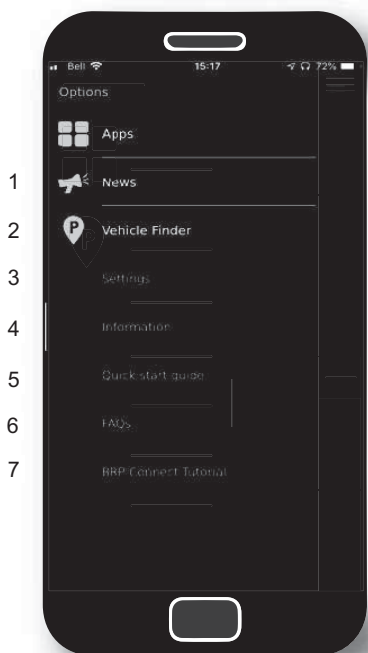 Bell 15:17 72%
Options
Apps
1 News
2 P Vehicle Finder
3 Settings
4 Information
5 Quick start guide
6 FAQs
7 BRP Connect Tutorial